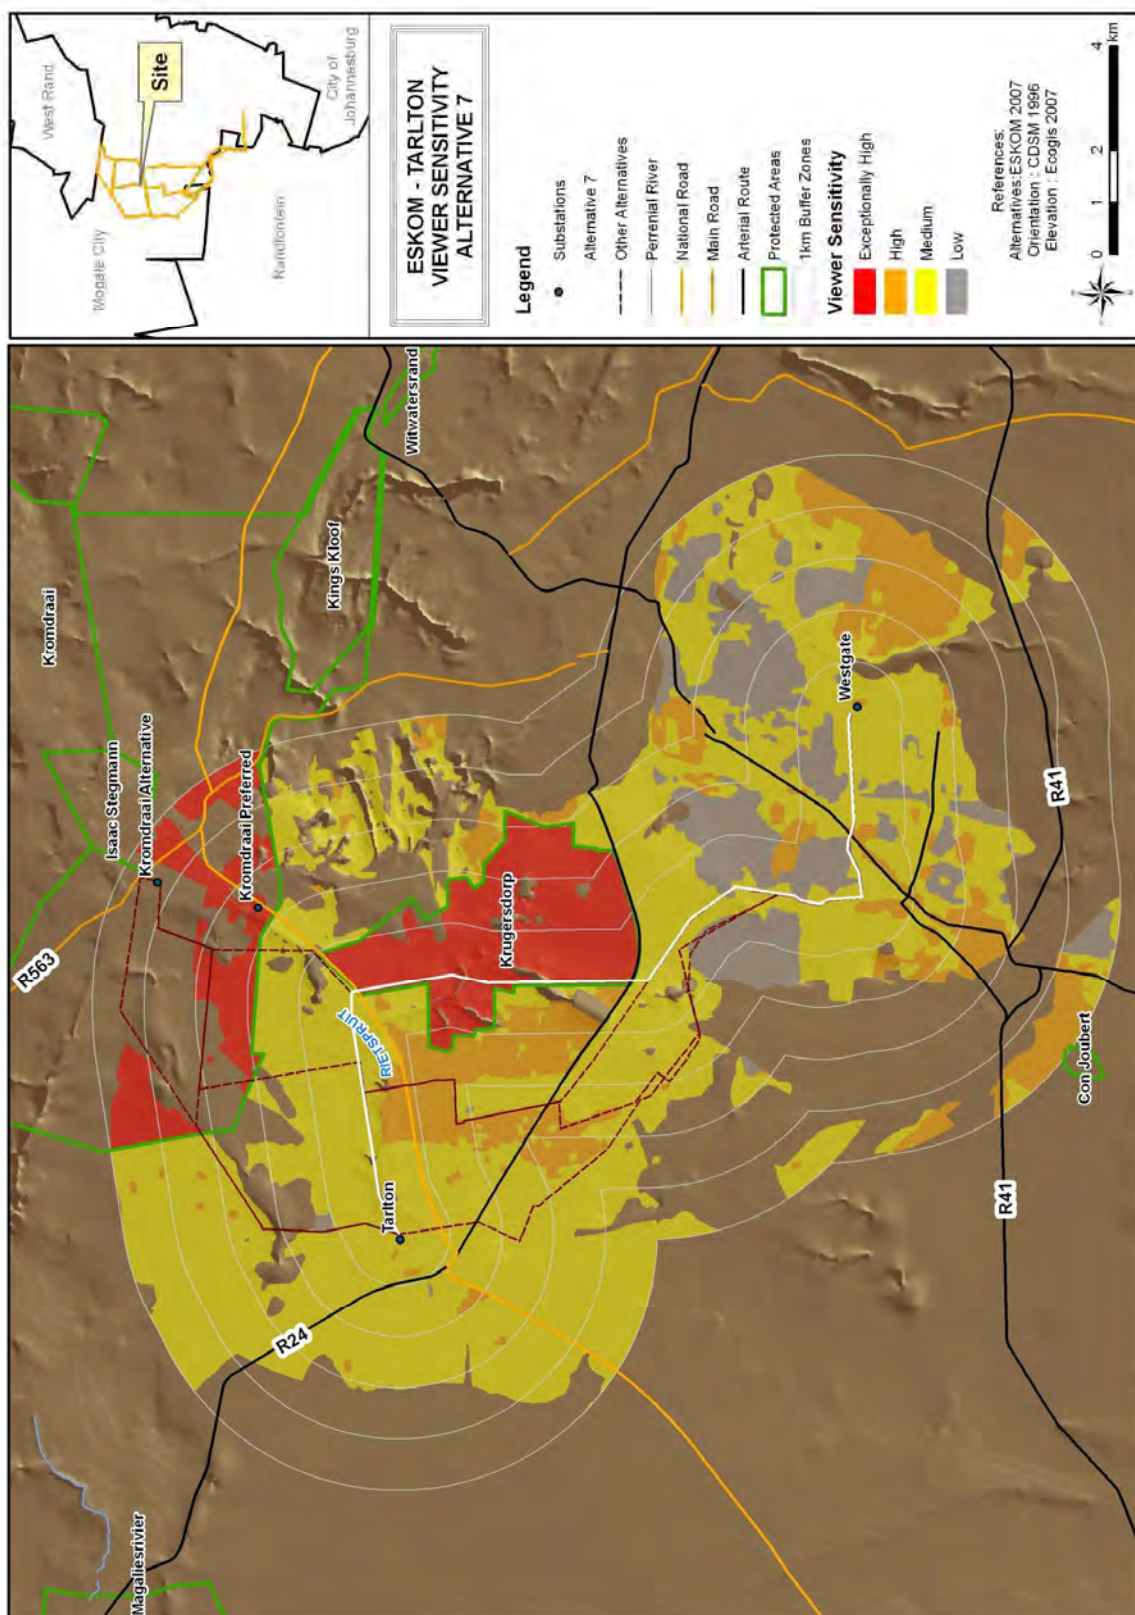 West Rand
Mogale City
Site
City of
Johannesburg
Randfontein
ESKOM - TARLTON
VIEWER SENSITIVITY
ALTERNATIVE 7
Legend
Substations
Alternative 7
Other Alternatives
Perrenial River
National Road
Main Road
Arterial Route
Protected Areas
1km Buffer Zones
Viewer Sensitivity
Exceptionally High
High
Medium
Low
References:
Alternatives:ESKOM 2007
Orientation : CDSM 1996
Elevation : Ecogis 2007
0 1 2 4
km
Kromdraai
Isaac Stegmann
Kromdraai Alternative
Kromdraai Preferred
R563
Kings Kloof
Witwatersrand
Krugersdorp
RIETSPRUIT
Tarlton
R24
Magaliesrivier
Westgate
R41
Con Joubert
R41